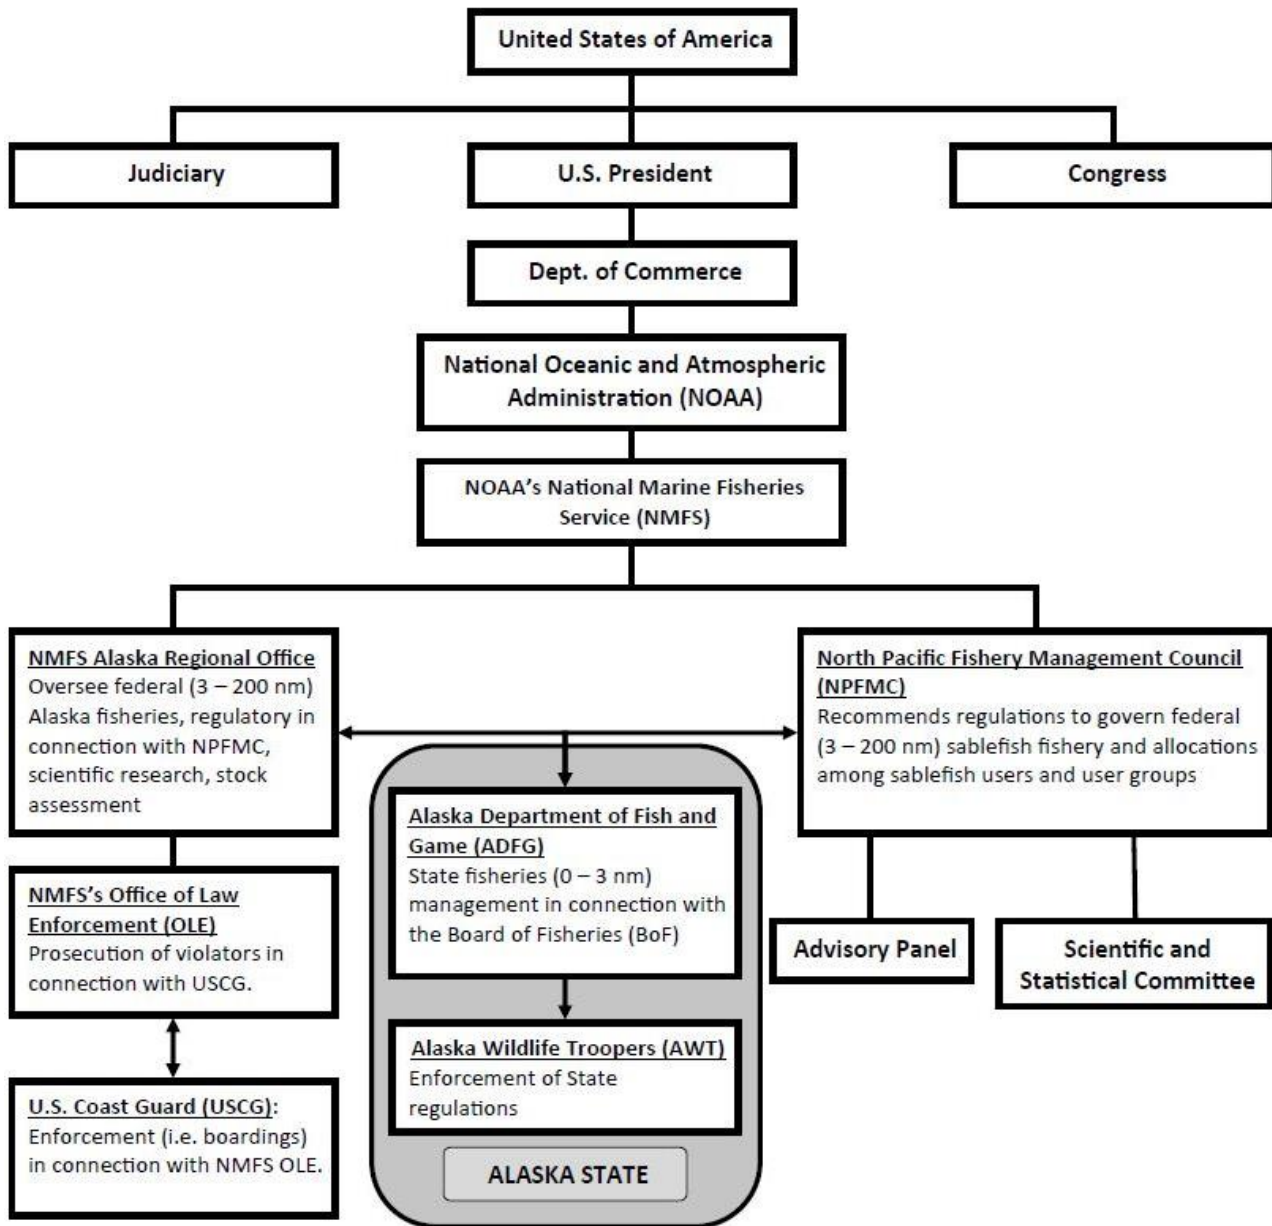 United States of America
Judiciary
U.S. President
Congress
Dept. of Commerce
National Oceanic and Atmospheric
Administration (NOAA)
NOAA’s National Marine Fisheries
Service (NMFS)
NMFS Alaska Regional Office
Oversee federal (3 – 200 nm)
Alaska fisheries, regulatory in
connection with NPFMC,
scientific research, stock
assessment
North Pacific Fishery Management Council
(NPFMC)
Recommends regulations to govern federal
(3 – 200 nm) sablefish fishery and allocations
among sablefish users and user groups
Alaska Department of Fish and
Game (ADFG)
State fisheries (0 – 3 nm)
management in connection with
the Board of Fisheries (BoF)
NMFS’s Office of Law
Enforcement (OLE)
Prosecution of violators in
connection with USCG.
Advisory Panel
Scientific and
Statistical Committee
Alaska Wildlife Troopers (AWT)
Enforcement of State
regulations
U.S. Coast Guard (USCG):
Enforcement (i.e. boardings)
in connection with NMFS OLE.
ALASKA STATE